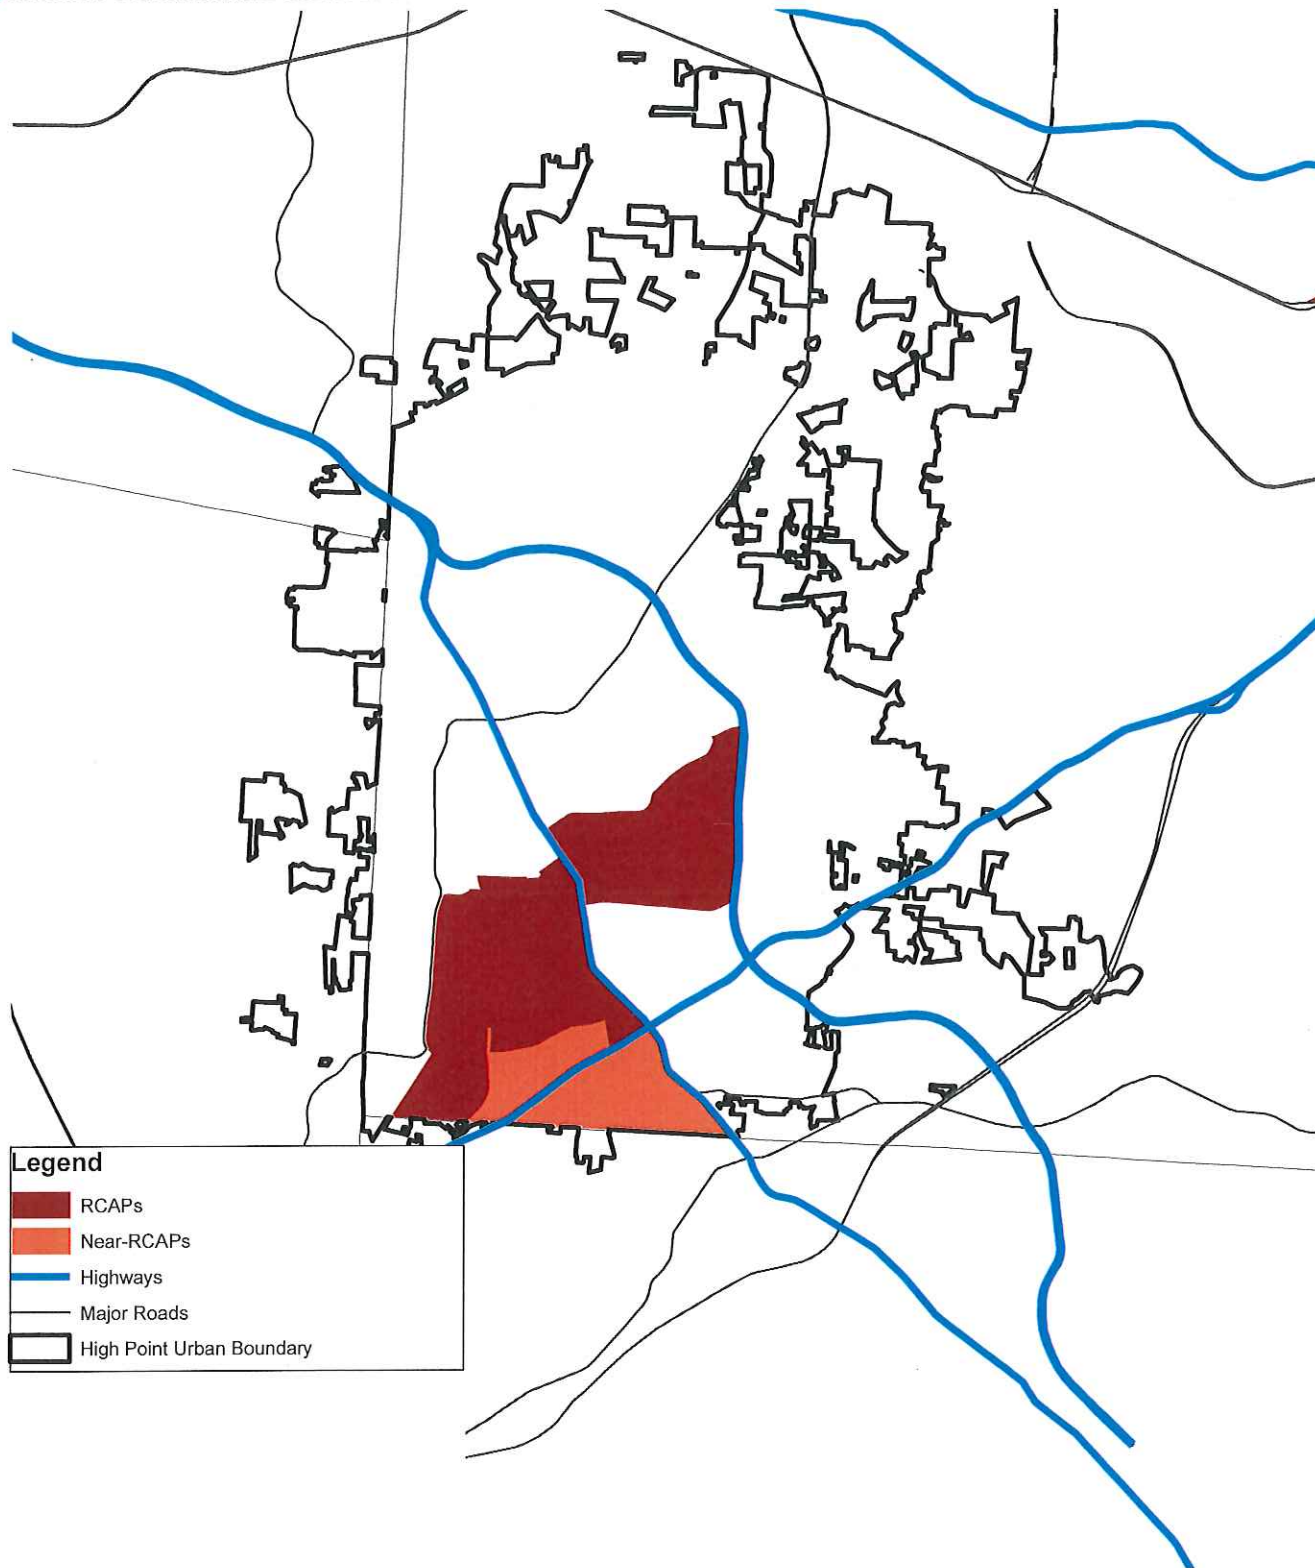 Legend
RCAPs
Near-RCAPs
Highways
Major Roads
High Point Urban Boundary